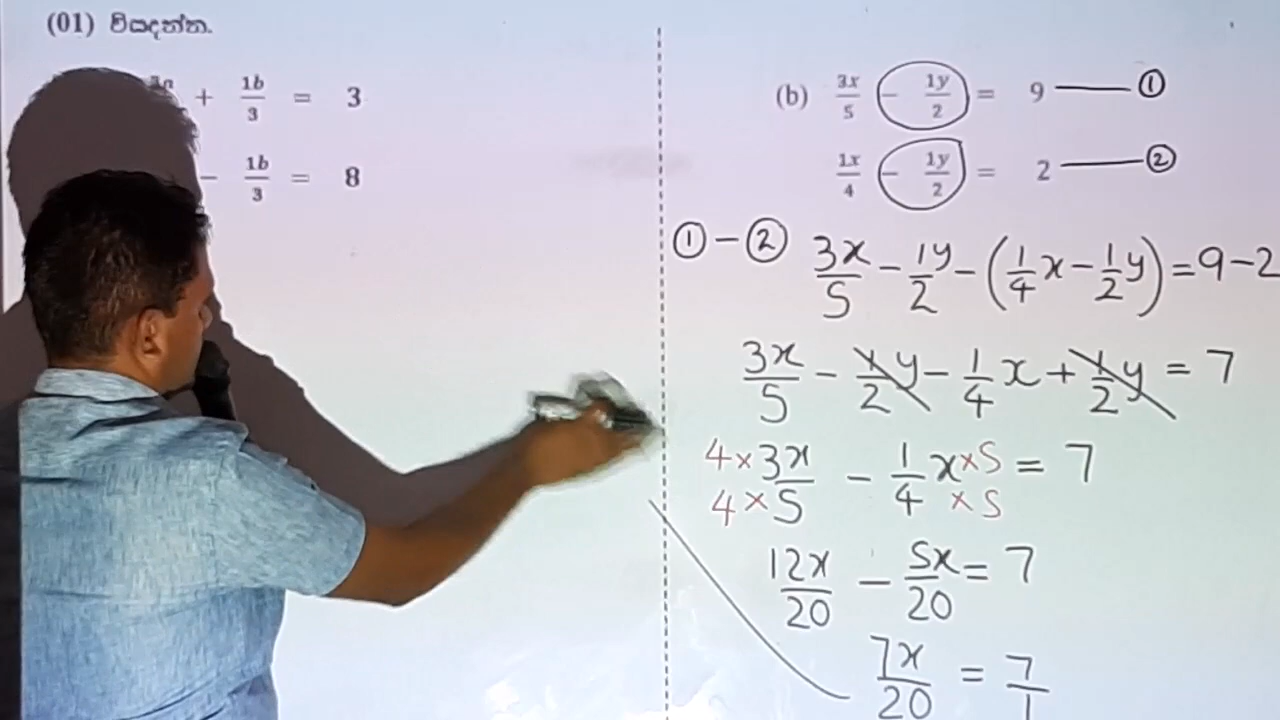 (01) විසඳන්න.
+ 1b/3 = 3
- 1b/3 = 8
(b) 3x/5 - 1y/2 = 9 — ①
1x/4 - 1y/2 = 2 — ②
① - ② 3x/5 - 1y/2 - (1/4 x - 1/2 y) = 9 - 2
3x/5 - 1/2 y - 1/4 x + 1/2 y = 7
4 × 3x / 4 × 5 - 1/4 x × 5 / × 5 = 7
12x/20 - 5x/20 = 7
7x/20 = 7/1